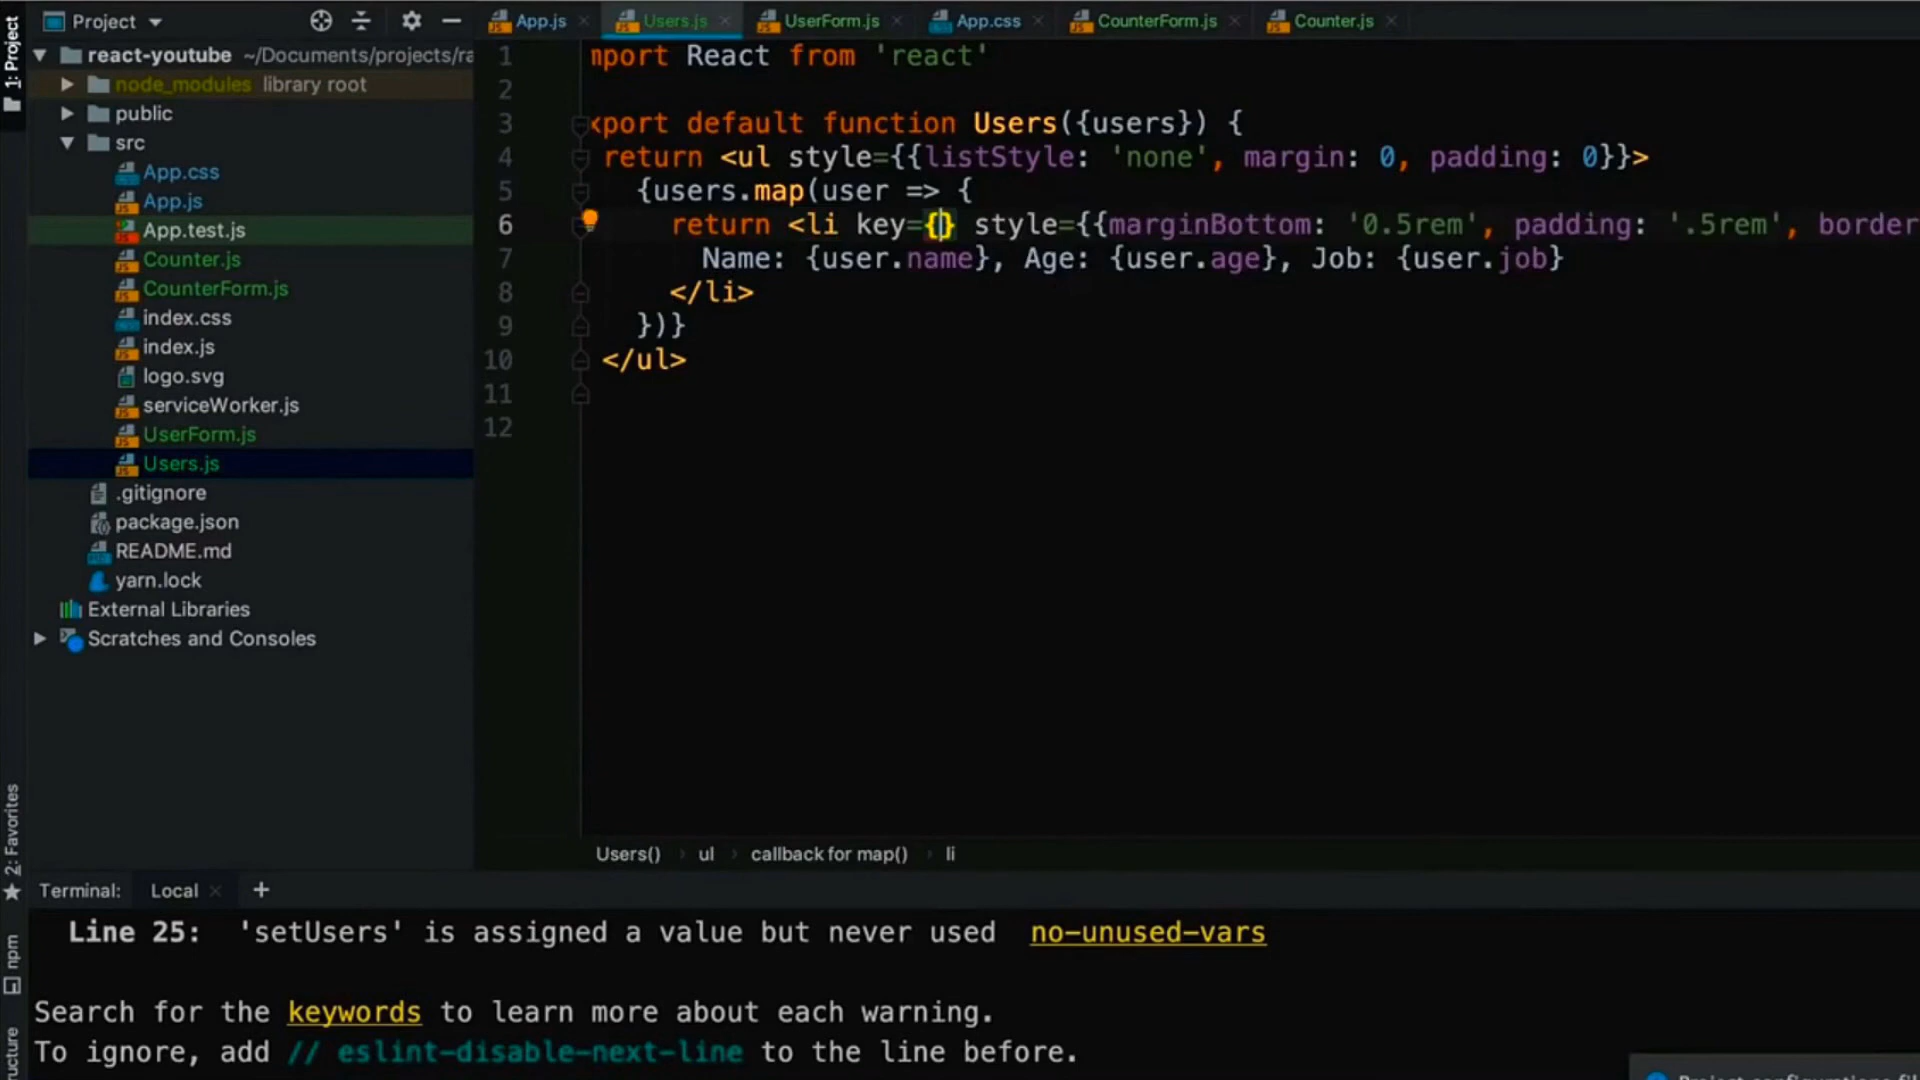 1: Project
Project
App.js
Users.js
UserForm.js
App.css
CounterForm.js
Counter.js
react-youtube ~/Documents/projects/ra
node_modules library root
public
src
App.css
App.js
App.test.js
Counter.js
CounterForm.js
index.css
index.js
logo.svg
serviceWorker.js
UserForm.js
Users.js
.gitignore
package.json
README.md
yarn.lock
External Libraries
Scratches and Consoles
1 mport React from 'react'
2
3 xport default function Users({users}) {
4 return <ul style={{listStyle: 'none', margin: 0, padding: 0}}>
5 {users.map(user => {
6 return <li key={} style={{marginBottom: '0.5rem', padding: '.5rem', border
7 Name: {user.name}, Age: {user.age}, Job: {user.job}
8 </li>
9 })}
10 </ul>
11
12
Users() ul callback for map() li
2: Favorites
npm
ructure
Terminal: Local +
Line 25: 'setUsers' is assigned a value but never used no-unused-vars
Search for the keywords to learn more about each warning.
To ignore, add // eslint-disable-next-line to the line before.